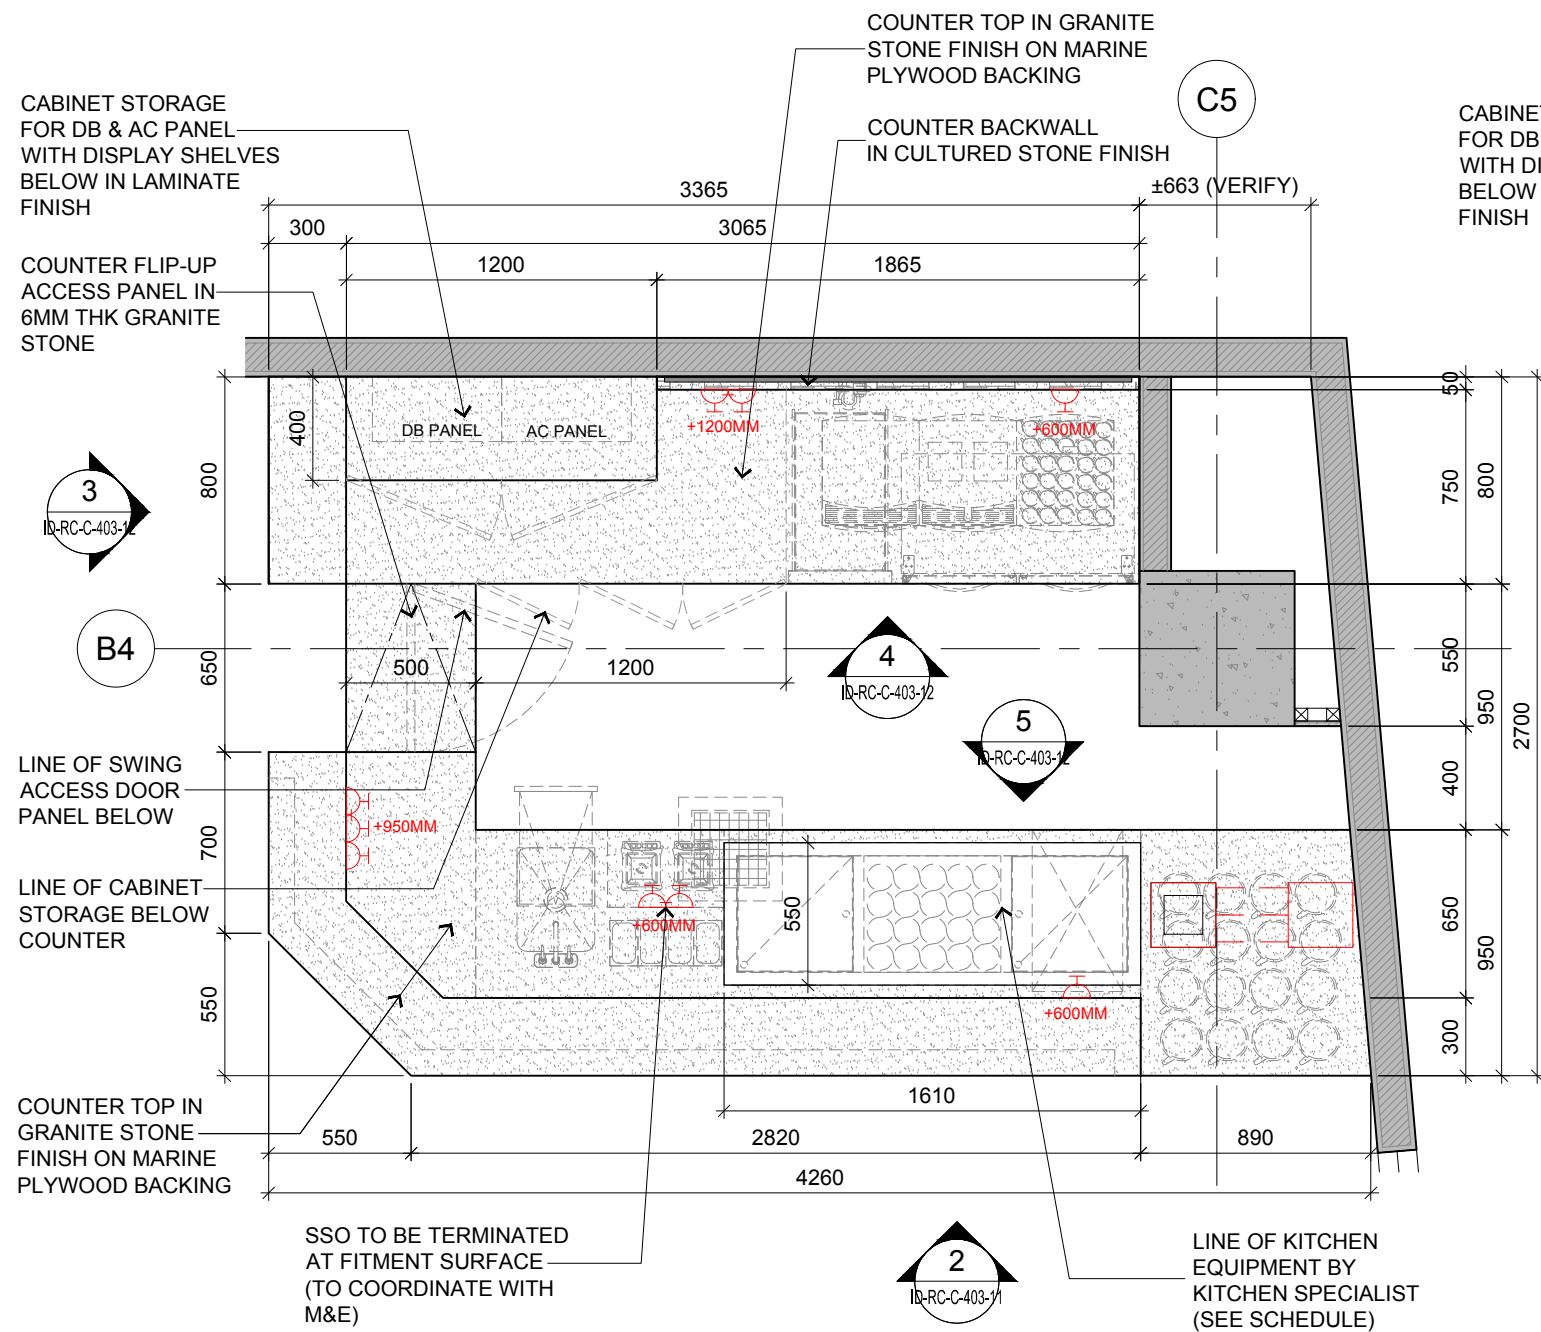 COUNTER TOP IN GRANITE
STONE FINISH ON MARINE
PLYWOOD BACKING
C5
CABINET STORAGE
FOR DB & AC PANEL
WITH DISPLAY SHELVES
BELOW IN LAMINATE
FINISH
COUNTER BACKWALL
IN CULTURED STONE FINISH
FOR DB
BELOW
FINISH
3365
±663 (VERIFY)
300
3065
1200
1865
COUNTER FLIP-UP
ACCESS PANEL IN
6MM THK GRANITE
STONE
50
400
DB PANEL
AC PANEL
+1200MM
+600MM
800
750
800
3
ID-RC-C-403-12
B4
650
500
1200
4
ID-RC-C-403-12
5
ID-RC-C-403-12
550
950
2700
400
LINE OF SWING
ACCESS DOOR
PANEL BELOW
+950MM
700
LINE OF CABINET
STORAGE BELOW
COUNTER
+600MM
550
+600MM
650
950
300
550
COUNTER TOP IN
GRANITE STONE
FINISH ON MARINE
PLYWOOD BACKING
1610
550
2820
890
4260
SSO TO BE TERMINATED
AT FITMENT SURFACE
(TO COORDINATE WITH
M&E)
2
ID-RC-C-403-11
LINE OF KITCHEN
EQUIPMENT BY
KITCHEN SPECIALIST
(SEE SCHEDULE)